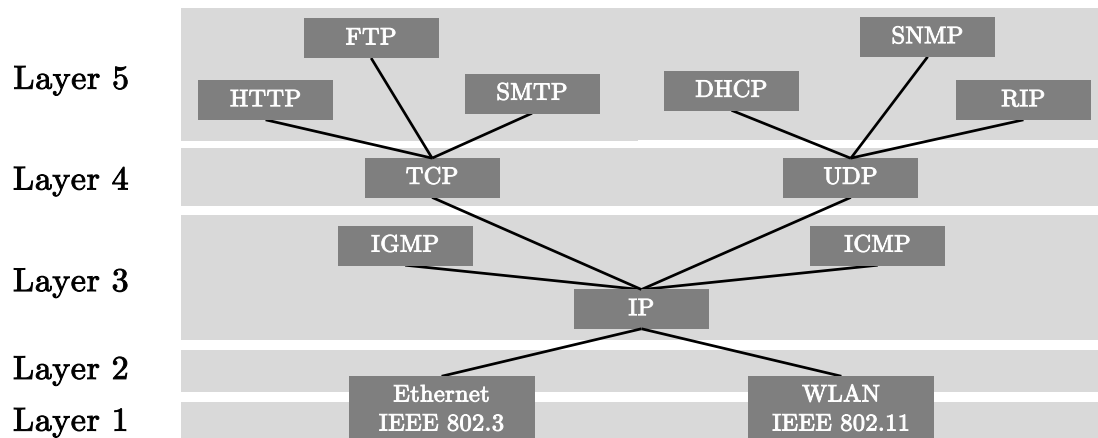 Layer 5
FTP
SNMP
HTTP
SMTP
DHCP
RIP
Layer 4
TCP
UDP
Layer 3
IGMP
ICMP
IP
Layer 2
Layer 1
Ethernet
IEEE 802.3
WLAN
IEEE 802.11